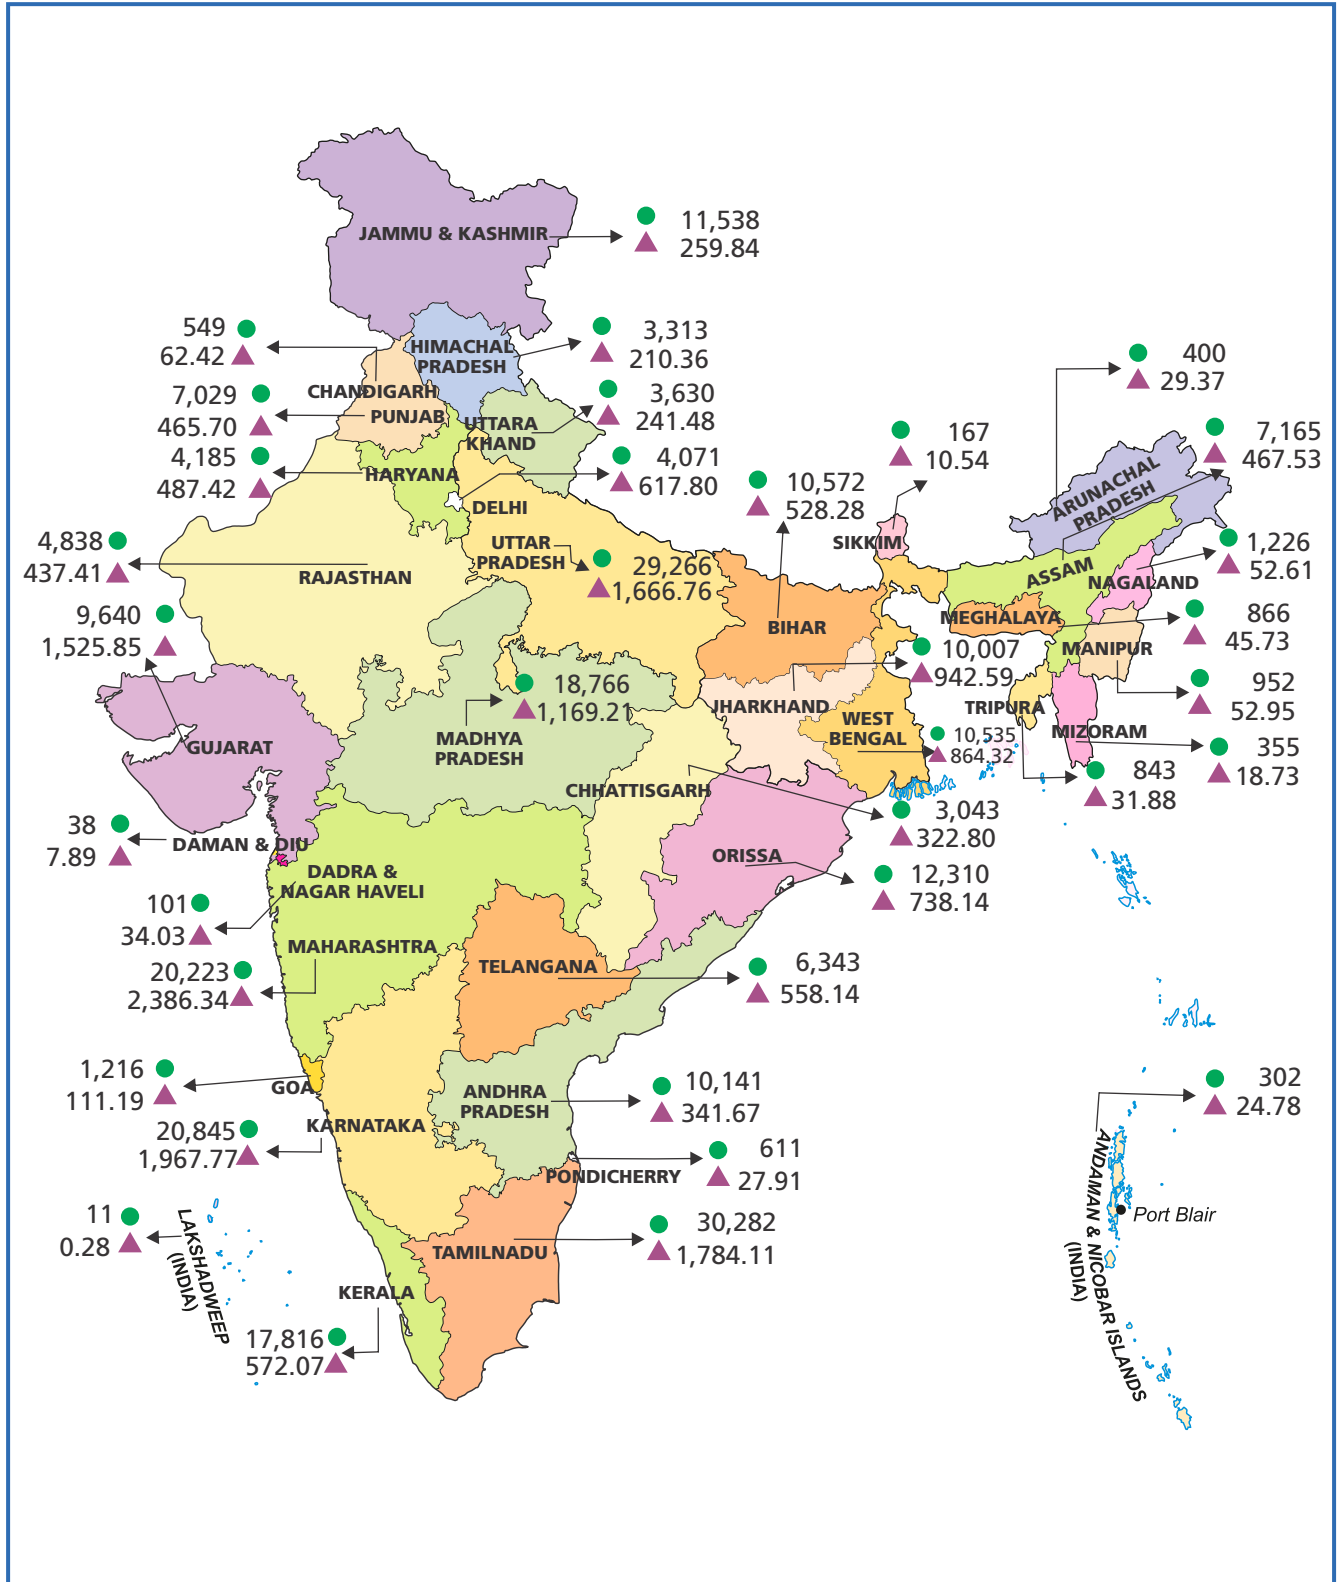 11,538
JAMMU & KASHMIR
259.84
549
62.42
HIMACHAL
PRADESH
3,313
210.36
400
29.37
CHANDIGARH
7,029
465.70
PUNJAB
3,630
241.48
UTTARA
KHAND
167
10.54
7,165
467.53
4,185
487.42
HARYANA
4,071
617.80
10,572
528.28
ARUNACHAL
PRADESH
DELHI
4,838
437.41
RAJASTHAN
UTTAR
PRADESH
29,266
1,666.76
SIKKIM
ASSAM
NAGALAND
1,226
52.61
9,640
1,525.85
BIHAR
MEGHALAYA
866
45.73
MANIPUR
10,007
942.59
18,766
1,169.21
JHARKHAND
952
52.95
TRIPURA
GUJARAT
MADHYA
PRADESH
WEST
BENGAL
10,535
864.32
MIZORAM
355
18.73
843
31.88
CHHATTISGARH
3,043
322.80
38
7.89
DAMAN & DIU
ORISSA
12,310
738.14
DADRA &
NAGAR HAVELI
101
34.03
MAHARASHTRA
20,223
2,386.34
TELANGANA
6,343
558.14
1,216
111.19
GOA
ANDHRA
PRADESH
10,141
341.67
302
24.78
20,845
1,967.77
KARNATAKA
PONDICHERRY
611
27.91
11
0.28
LAKSHADWEEP
(INDIA)
TAMILNADU
30,282
1,784.11
Port Blair
ANDAMAN & NICOBAR ISLANDS
(INDIA)
KERALA
17,816
572.07